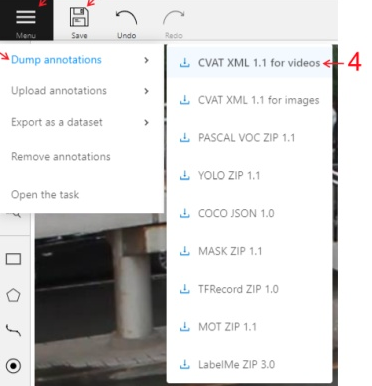 Menu
Save
Undo
Redo
Dump annotations
Upload annotations
Export as a dataset
Remove annotations
Open the task
CVAT XML 1.1 for videos
4
CVAT XML 1.1 for images
PASCAL VOC ZIP 1.1
YOLO ZIP 1.1
COCO JSON 1.0
MASK ZIP 1.1
TFRecord ZIP 1.0
MOT ZIP 1.1
LabelMe ZIP 3.0